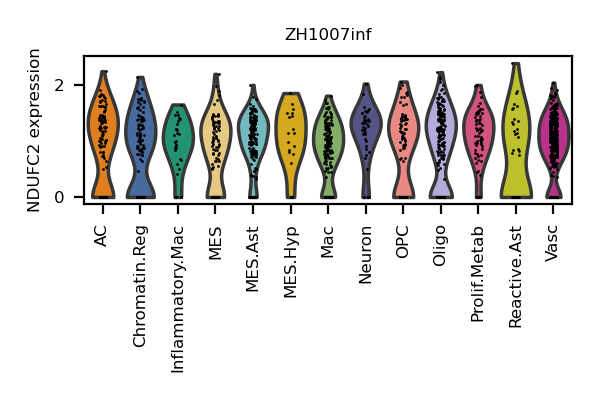 ZH1007inf
NDUFC2 expression
2
0
AC
Chromatin.Reg
Inflammatory.Mac
MES
MES.Ast
MES.Hyp
Mac
Neuron
OPC
Oligo
Prolif.Metab
Reactive.Ast
Vasc